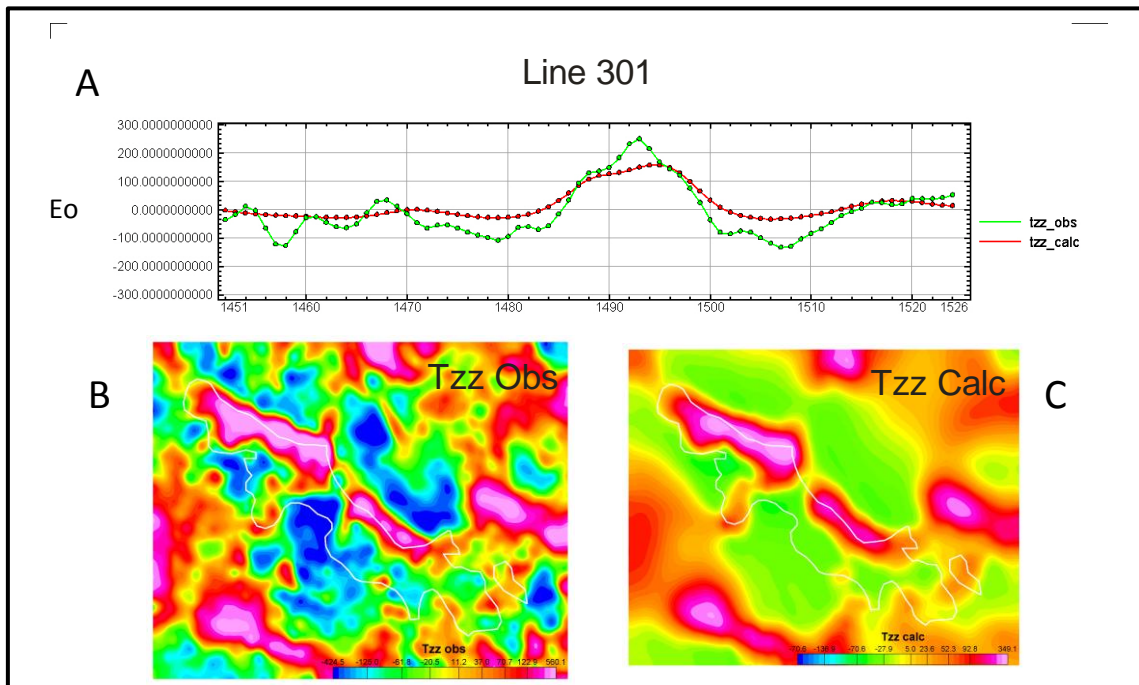 A
Line 301
300.0000000000
200.0000000000
100.0000000000
0.0000000000
-100.0000000000
-200.0000000000
-300.0000000000
Eo
1451 1460 1470 1480 1490 1500 1510 1520 1526
tzz_obs
tzz_calc
B
Tzz Obs
Tzz Calc
C
Tzz obs
-424.5 -61.8 -20.5 11.2 37.0 70.7 122.9 560.1
Tzz calc
-70.6 -136.9 -70.6 -27.9 5.0 23.6 52.3 92.8 349.1